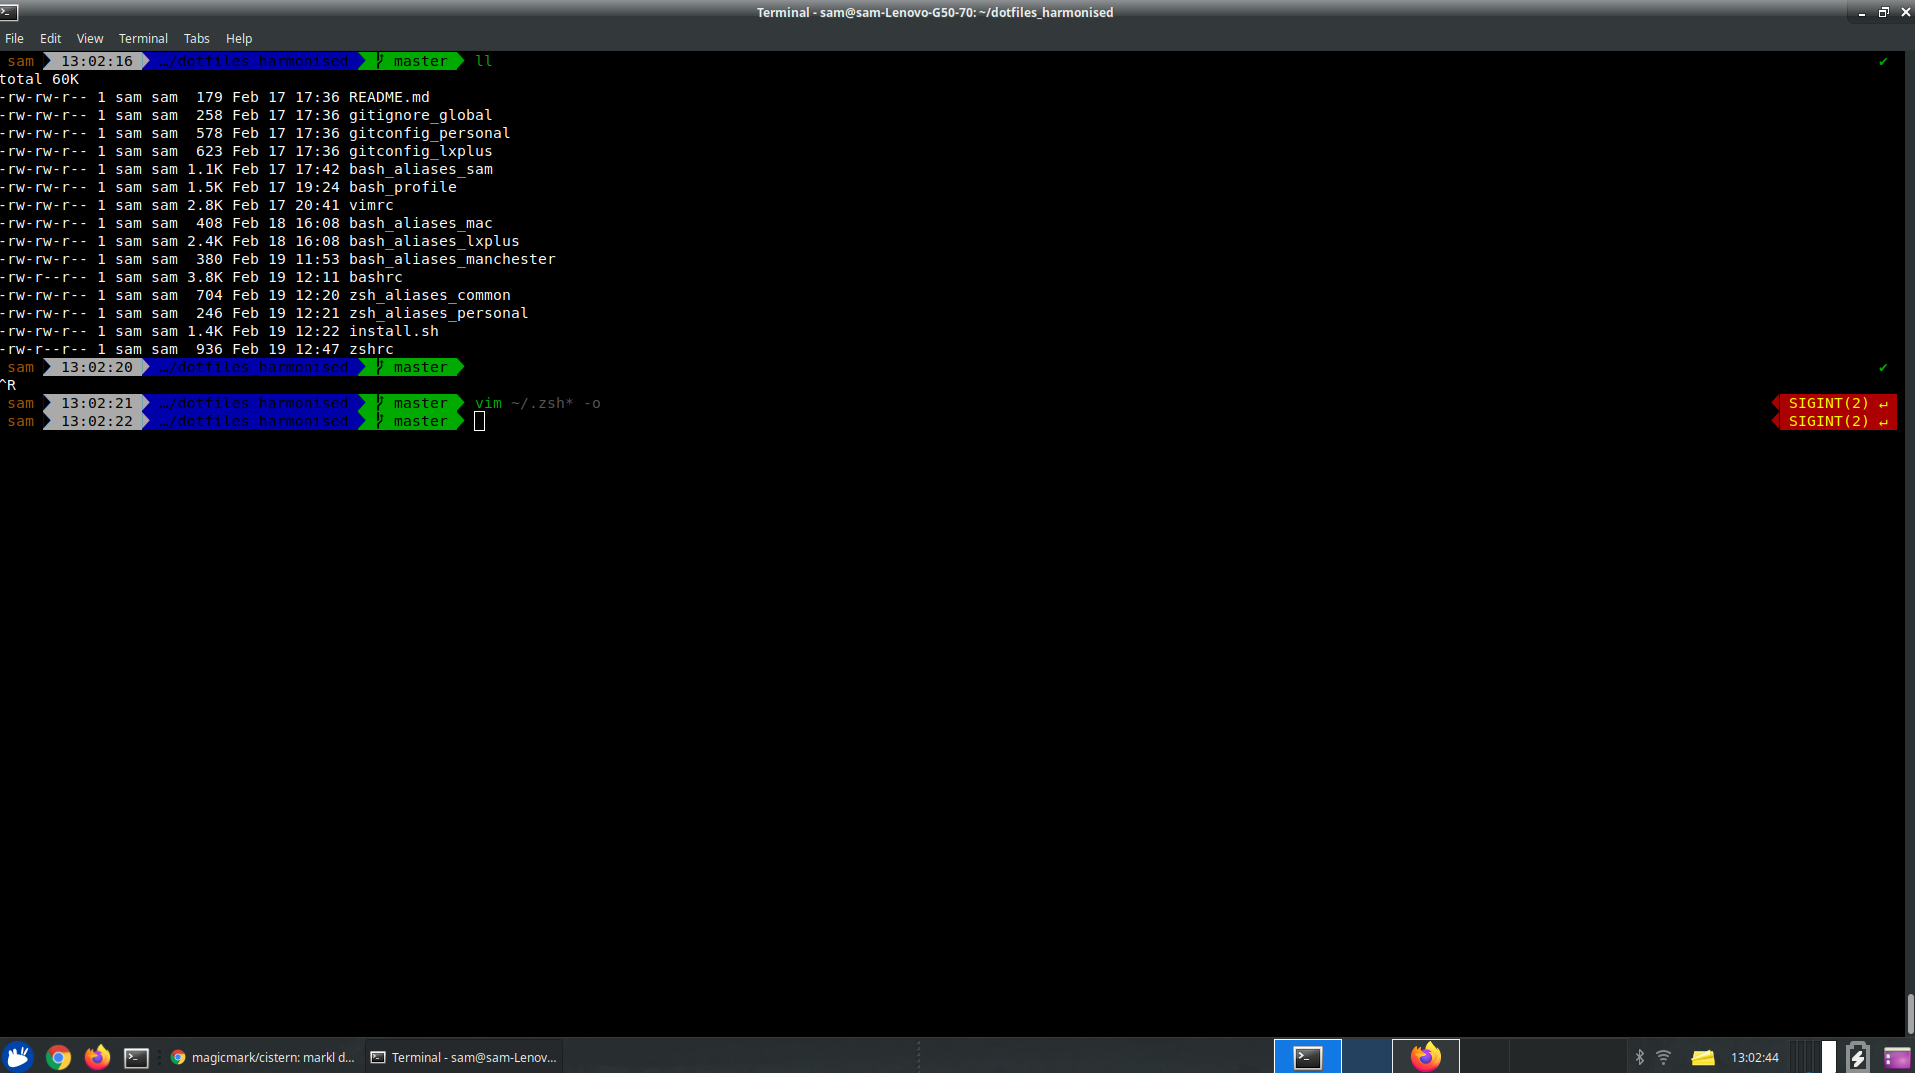 Terminal - sam@sam-Lenovo-G50-70: ~/dotfiles_harmonised
File Edit View Terminal Tabs Help
sam 13:02:16 …/dotfiles_harmonised master ll ✔
total 60K
-rw-rw-r-- 1 sam sam 179 Feb 17 17:36 README.md
-rw-rw-r-- 1 sam sam 258 Feb 17 17:36 gitignore_global
-rw-rw-r-- 1 sam sam 578 Feb 17 17:36 gitconfig_personal
-rw-rw-r-- 1 sam sam 623 Feb 17 17:36 gitconfig_lxplus
-rw-rw-r-- 1 sam sam 1.1K Feb 17 17:42 bash_aliases_sam
-rw-rw-r-- 1 sam sam 1.5K Feb 17 19:24 bash_profile
-rw-rw-r-- 1 sam sam 2.8K Feb 17 20:41 vimrc
-rw-rw-r-- 1 sam sam 408 Feb 18 16:08 bash_aliases_mac
-rw-rw-r-- 1 sam sam 2.4K Feb 18 16:08 bash_aliases_lxplus
-rw-rw-r-- 1 sam sam 380 Feb 19 11:53 bash_aliases_manchester
-rw-r--r-- 1 sam sam 3.8K Feb 19 12:11 bashrc
-rw-rw-r-- 1 sam sam 704 Feb 19 12:20 zsh_aliases_common
-rw-rw-r-- 1 sam sam 246 Feb 19 12:21 zsh_aliases_personal
-rw-rw-r-- 1 sam sam 1.4K Feb 19 12:22 install.sh
-rw-r--r-- 1 sam sam 936 Feb 19 12:47 zshrc
sam 13:02:20 …/dotfiles_harmonised master ✔
^R
sam 13:02:21 …/dotfiles_harmonised master vim ~/.zsh* -o SIGINT(2) ↵
sam 13:02:22 …/dotfiles_harmonised master SIGINT(2) ↵
magicmark/cistern: markl d... Terminal - sam@sam-Lenov... 13:02:44